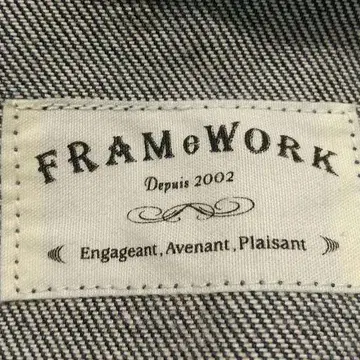 FRAMeWORK
Depuis 2002
Engageant, Avenant, Plaisant